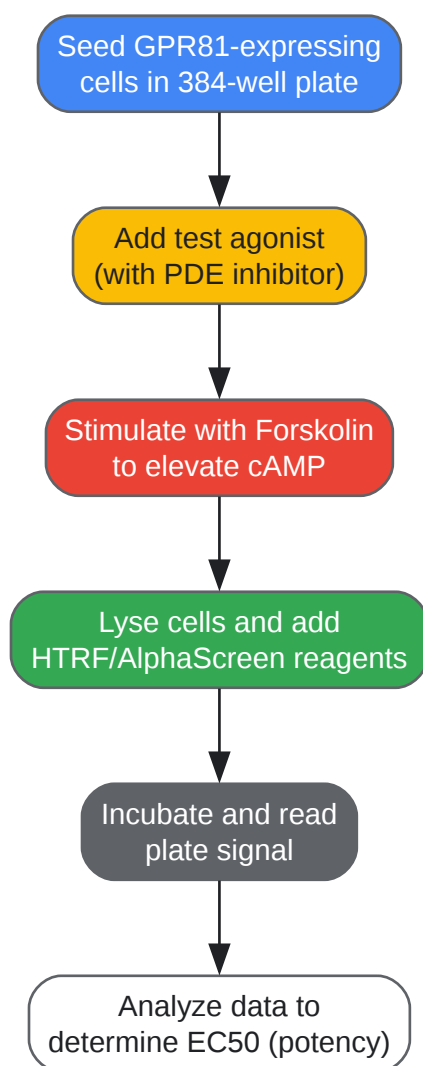 Seed GPR81-expressing
cells in 384-well plate
Add test agonist
(with PDE inhibitor)
Stimulate with Forskolin
to elevate cAMP
Lyse cells and add
HTRF/AlphaScreen reagents
Incubate and read
plate signal
Analyze data to
determine EC50 (potency)